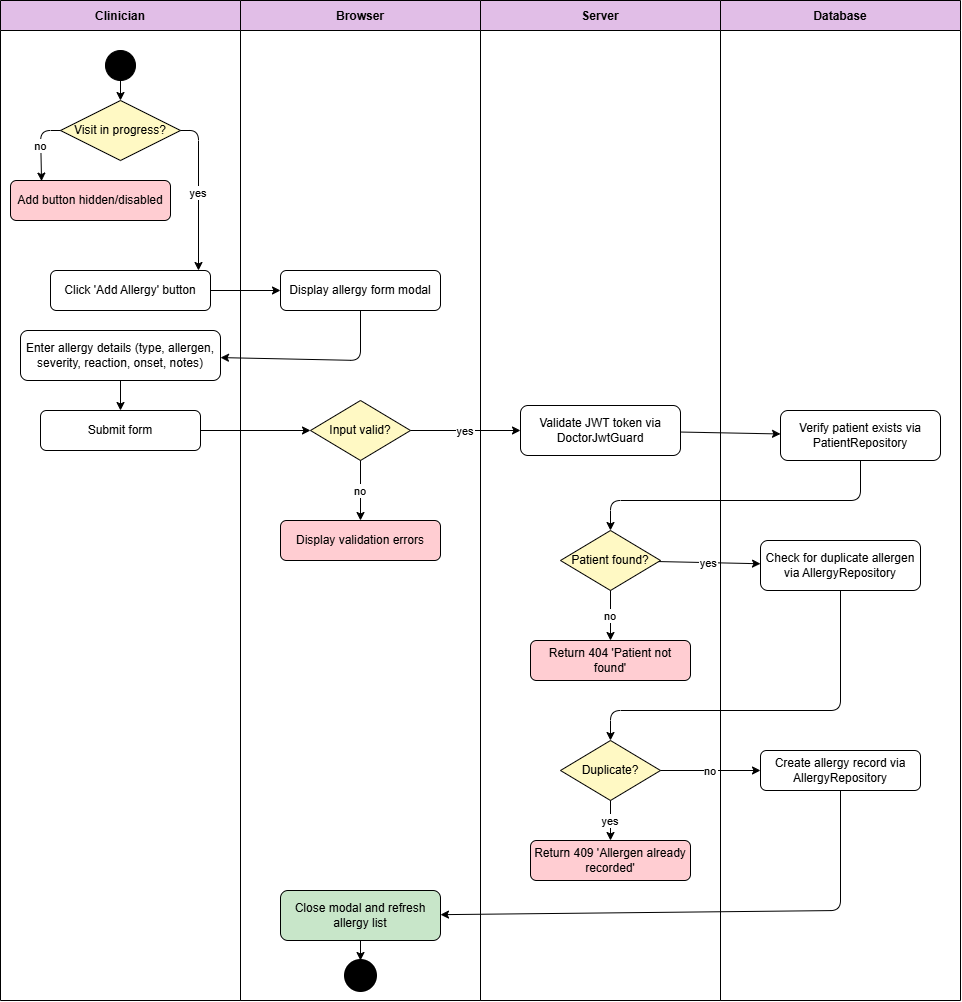 Clinician
Browser
Server
Database
Visit in progress?
no
yes
Add button hidden/disabled
Click 'Add Allergy' button
Display allergy form modal
Enter allergy details (type, allergen,
severity, reaction, onset, notes)
Submit form
Input valid?
yes
Validate JWT token via
DoctorJwtGuard
Verify patient exists via
PatientRepository
no
Display validation errors
Patient found?
yes
Check for duplicate allergen
via AllergyRepository
no
Return 404 'Patient not
found'
Duplicate?
no
Create allergy record via
AllergyRepository
yes
Return 409 'Allergen already
recorded'
Close modal and refresh
allergy list